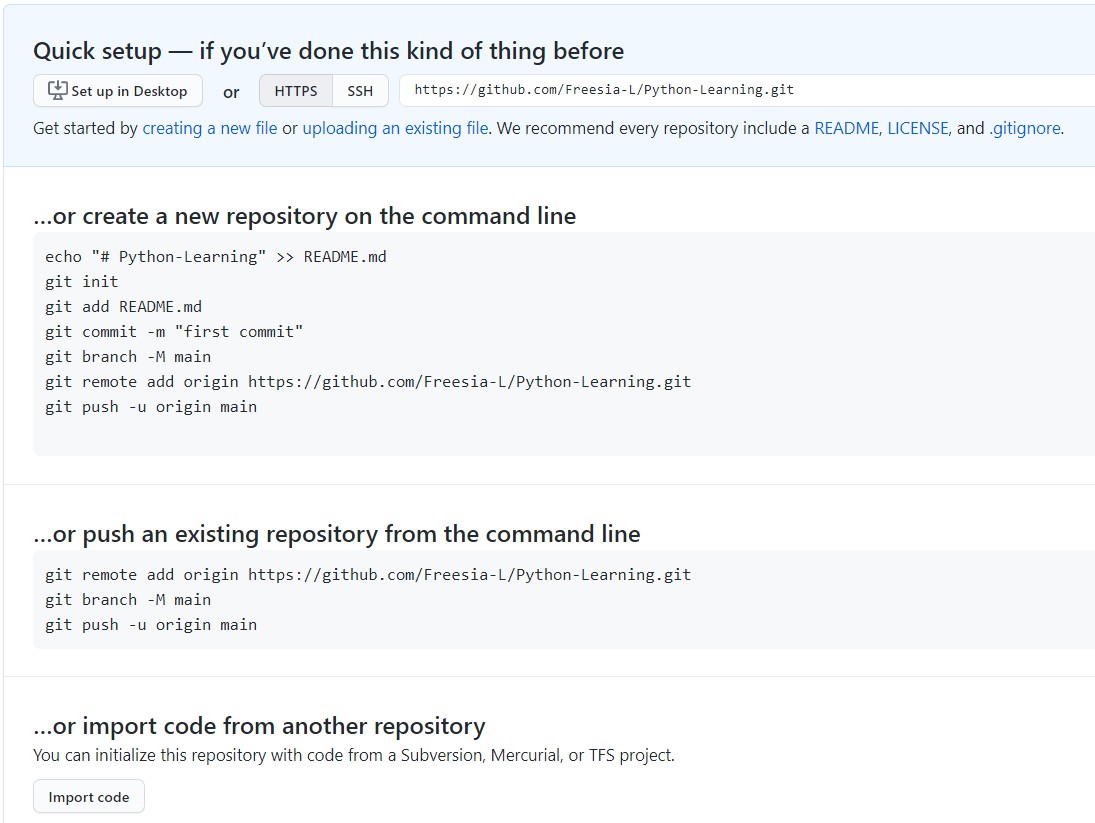 Quick setup — if you’ve done this kind of thing before
Set up in Desktop or HTTPS SSH https://github.com/Freesia-L/Python-Learning.git
Get started by creating a new file or uploading an existing file. We recommend every repository include a README, LICENSE, and .gitignore.
…or create a new repository on the command line
echo "# Python-Learning" >> README.md
git init
git add README.md
git commit -m "first commit"
git branch -M main
git remote add origin https://github.com/Freesia-L/Python-Learning.git
git push -u origin main
…or push an existing repository from the command line
git remote add origin https://github.com/Freesia-L/Python-Learning.git
git branch -M main
git push -u origin main
…or import code from another repository
You can initialize this repository with code from a Subversion, Mercurial, or TFS project.
Import code